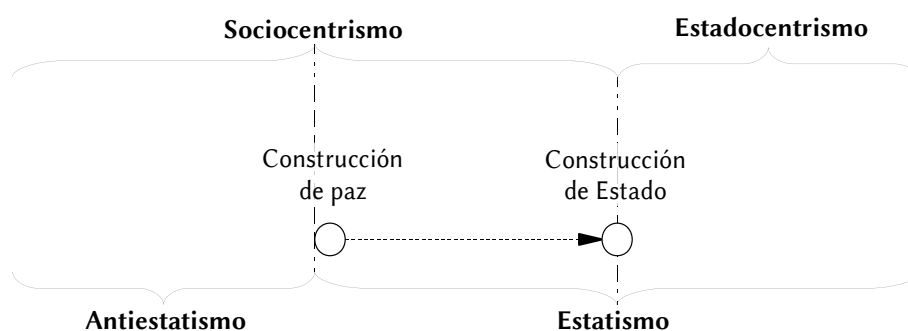 Sociocentrismo
Estadocentrismo
Construcción
de paz
Construcción
de Estado
Antiestatismo
Estatismo